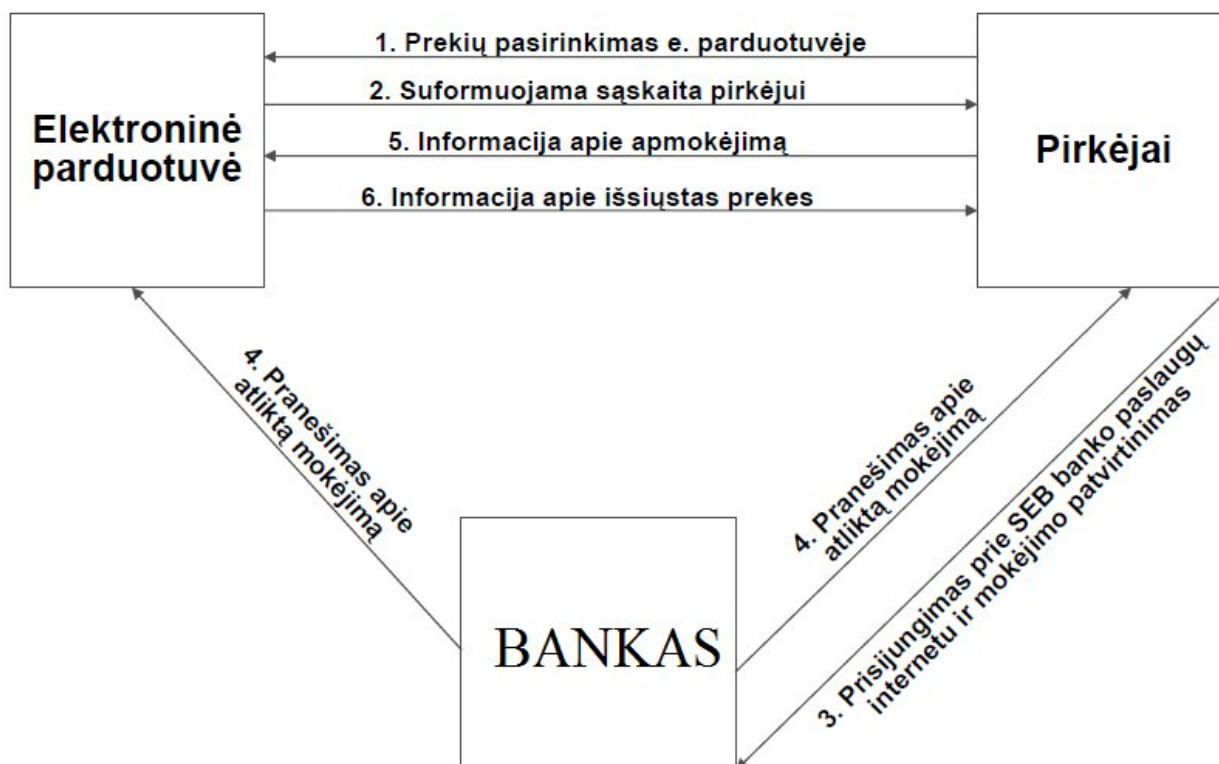 1. Prekių pasirinkimas e. parduotuvėje
2. Suformuojama sąskaita pirkėjui
Elektroninė
parduotuvė
5. Informacija apie apmokėjimą
Pirkėjai
6. Informacija apie išsiųstas prekes
4. Pranešimas apie
atliktą mokėjimą
4. Pranešimas apie
atliktą mokėjimą
3. Prisijungimas prie SEB banko paslaugų
internetu ir mokėjimo patvirtinimas
BANKAS